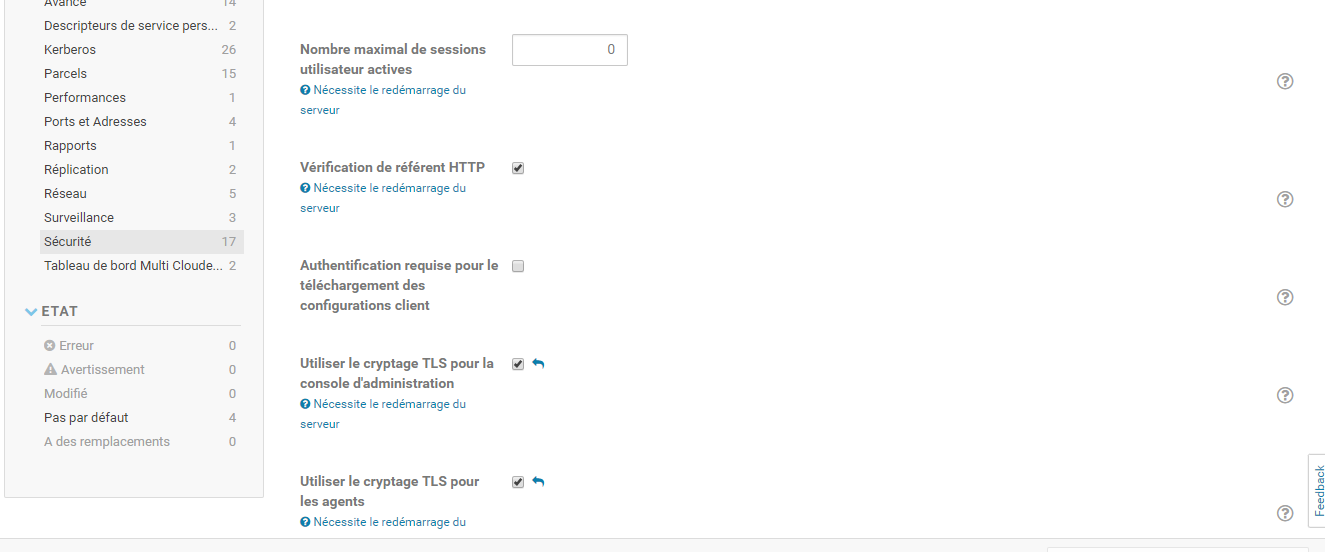 Avancé 14
Descripteurs de service pers... 2
Kerberos 26
Parcels 15
Performances 1
Ports et Adresses 4
Rapports 1
Réplication 2
Réseau 5
Surveillance 3
Sécurité 17
Tableau de bord Multi Cloude... 2
ETAT
Erreur 0
Avertissement 0
Modifié 0
Pas par défaut 4
A des remplacements 0
Nombre maximal de sessions
utilisateur actives
0
Nécessite le redémarrage du
serveur
Vérification de référent HTTP
Nécessite le redémarrage du
serveur
Authentification requise pour le
téléchargement des
configurations client
Utiliser le cryptage TLS pour la
console d'administration
Nécessite le redémarrage du
serveur
Utiliser le cryptage TLS pour
les agents
Nécessite le redémarrage du
Feedback